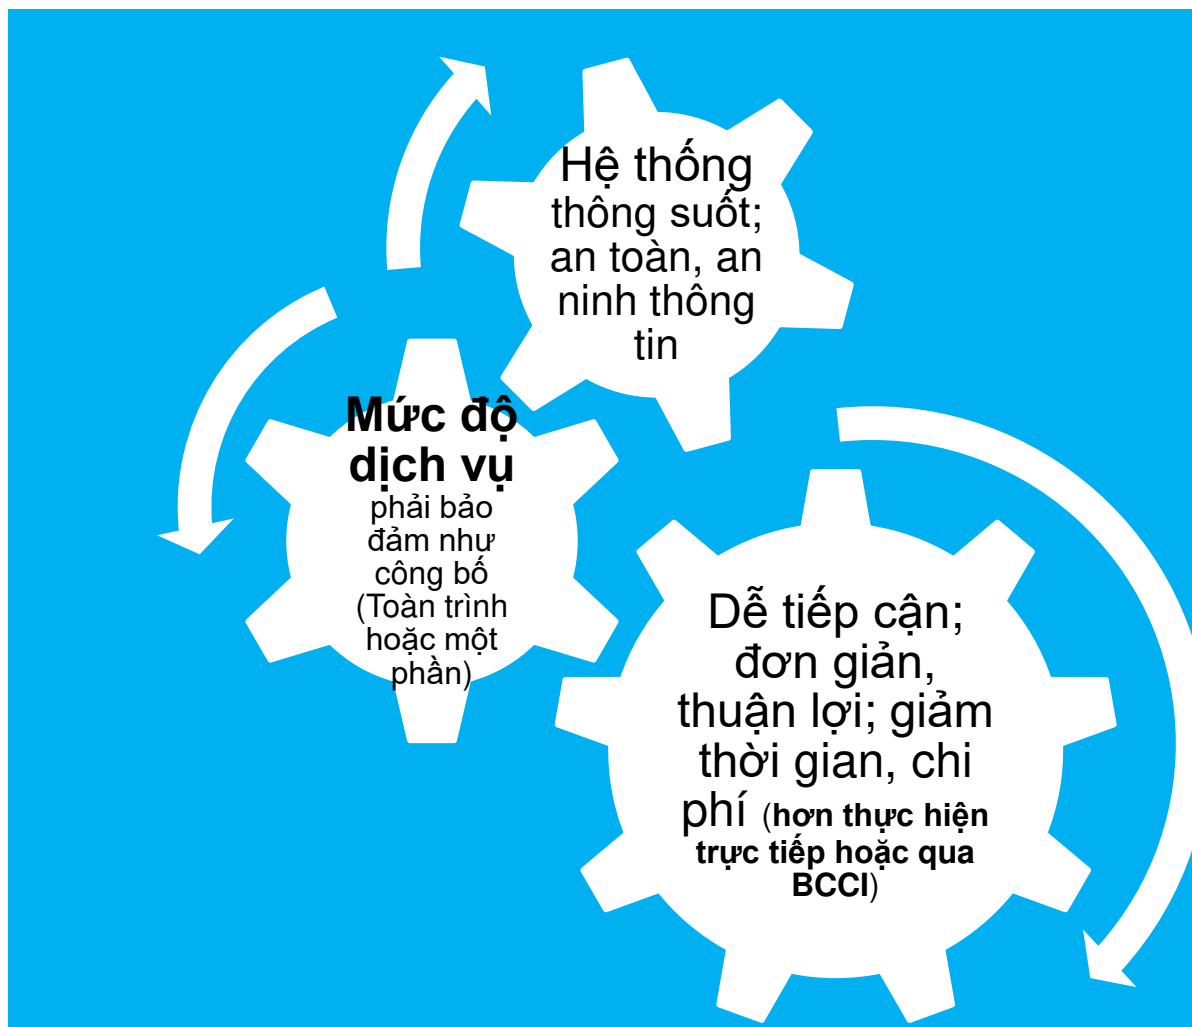 Hệ thống
thông suốt;
an toàn, an
ninh thông
tin
Mức độ
dịch vụ
phải bảo
đảm như
công bố
(Toàn trình
hoặc một
phần)
Dễ tiếp cận;
đơn giản,
thuận lợi; giảm
thời gian, chi
phí (hơn thực hiện
trực tiếp hoặc qua
BCCI)